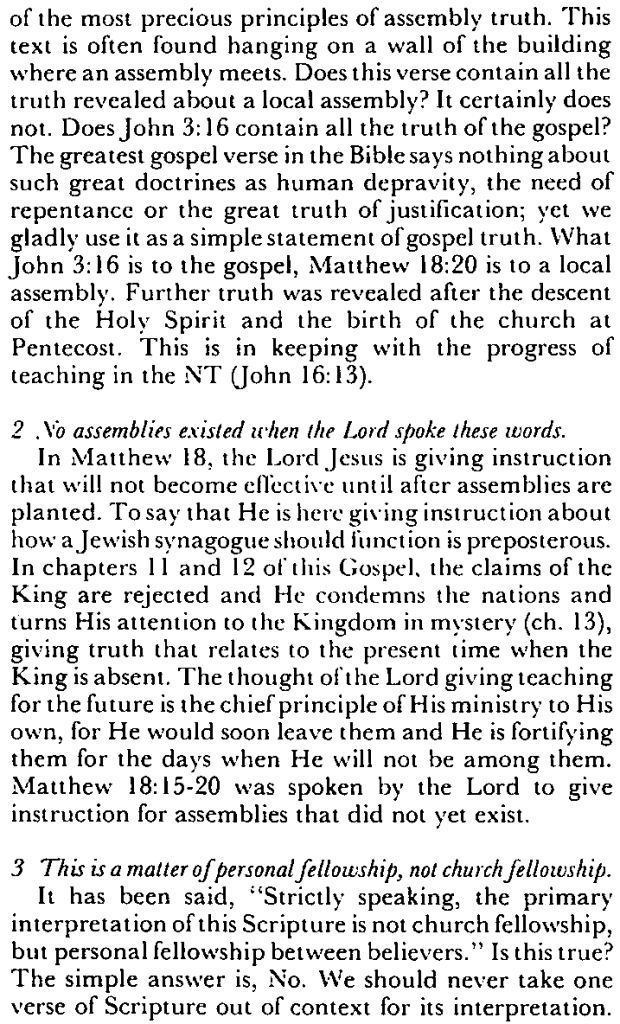 of the most precious principles of assembly truth. This
text is often found hanging on a wall of the building
where an assembly meets. Does this verse contain all the
truth revealed about a local assembly? It certainly does
not. Does John 3:16 contain all the truth of the gospel?
The greatest gospel verse in the Bible says nothing about
such great doctrines as human depravity, the need of
repentance or the great truth of justification; yet we
gladly use it as a simple statement of gospel truth. What
John 3:16 is to the gospel, Matthew 18:20 is to a local
assembly. Further truth was revealed after the descent
of the Holy Spirit and the birth of the church at
Pentecost. This is in keeping with the progress of
teaching in the NT (John 16:13).
2 No assemblies existed when the Lord spoke these words.
In Matthew 18, the Lord Jesus is giving instruction
that will not become effective until after assemblies are
planted. To say that He is here giving instruction about
how a Jewish synagogue should function is preposterous.
In chapters 11 and 12 of this Gospel, the claims of the
King are rejected and He condemns the nations and
turns His attention to the Kingdom in mystery (ch. 13),
giving truth that relates to the present time when the
King is absent. The thought of the Lord giving teaching
for the future is the chief principle of His ministry to His
own, for He would soon leave them and He is fortifying
them for the days when He will not be among them.
Matthew 18:15-20 was spoken by the Lord to give
instruction for assemblies that did not yet exist.
3 This is a matter of personal fellowship, not church fellowship.
It has been said, "Strictly speaking, the primary
interpretation of this Scripture is not church fellowship,
but personal fellowship between believers." Is this true?
The simple answer is, No. We should never take one
verse of Scripture out of context for its interpretation.